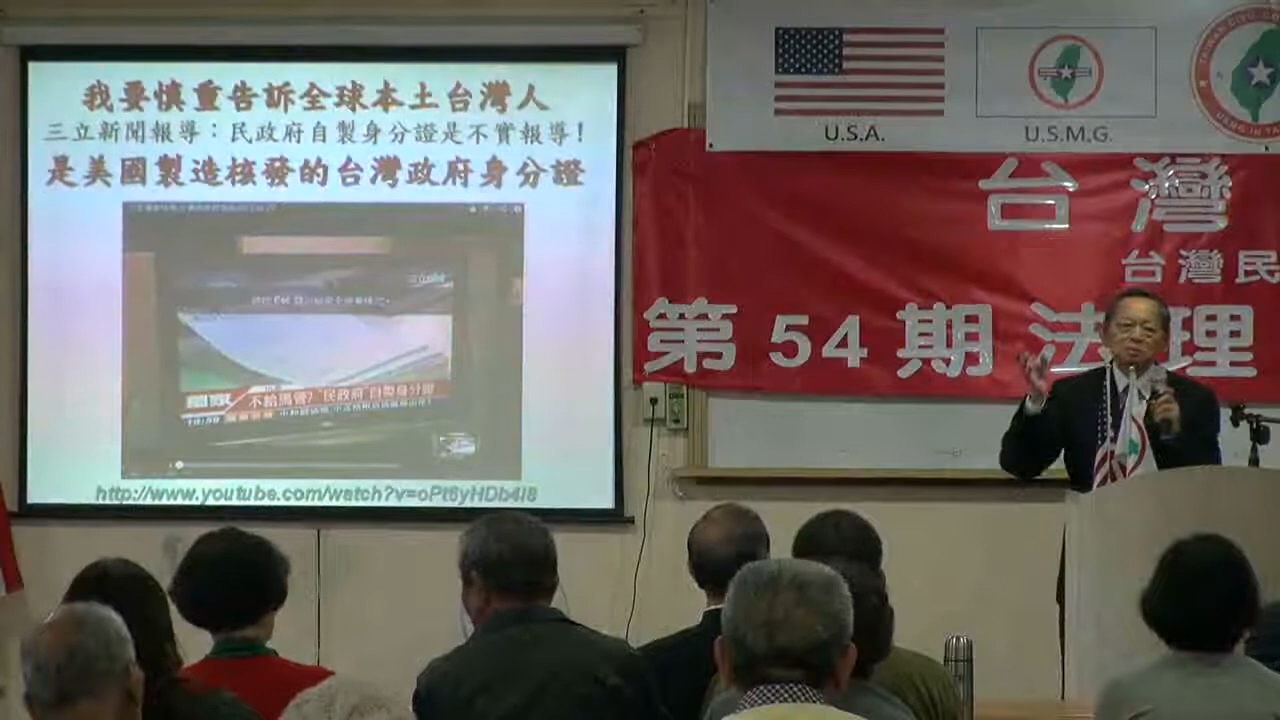 我要慎重告訴全球本土台灣人
三立新聞報導：民政府自製身分證是不實報導！
是美國製造核發的台灣政府身分證
不給馬管？"民政府"自製身分證
http://www.youtube.com/watch?v=oPt6yHDb4I8
U.S.A.
U.S.M.G.
台灣
台灣民
第54期法理